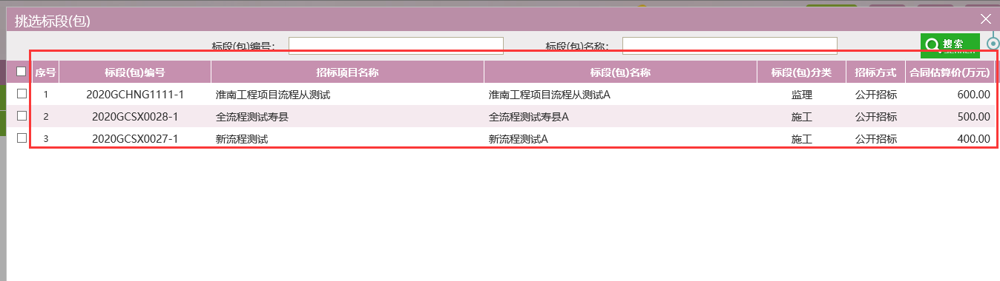 挑选标段(包)
标段(包)编号： 标段(包)名称： 搜索
SEARCH
序号 标段(包)编号 招标项目名称 标段(包)名称 标段(包)分类 招标方式 合同估算价(万元)
1 2020GCHNG1111-1 淮南工程项目流程从测试 淮南工程项目流程从测试A 监理 公开招标 600.00
2 2020GCSX0028-1 全流程测试寿县 全流程测试寿县A 施工 公开招标 500.00
3 2020GCSX0027-1 新流程测试 新流程测试A 施工 公开招标 400.00